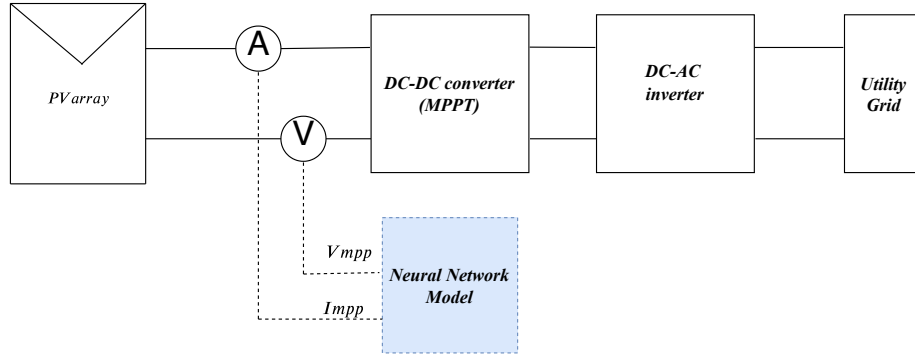 A
PV array
DC-DC converter
(MPPT)
DC-AC
inverter
Utility
Grid
V
Vmpp
Neural Network
Model
Impp